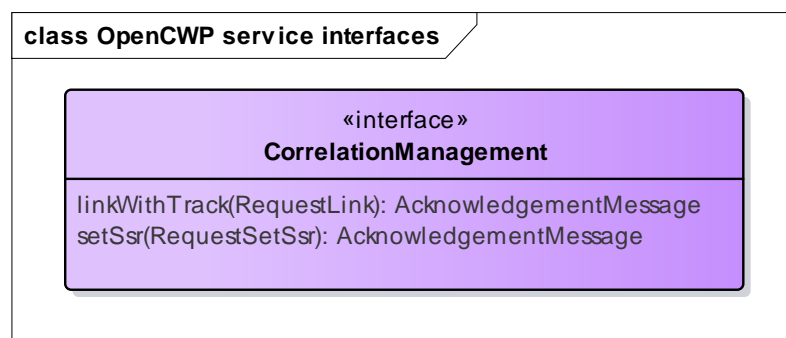 class OpenCWP service interfaces
«interface»
CorrelationManagement
linkWithTrack(RequestLink): AcknowledgementMessage
setSsr(RequestSetSsr): AcknowledgementMessage